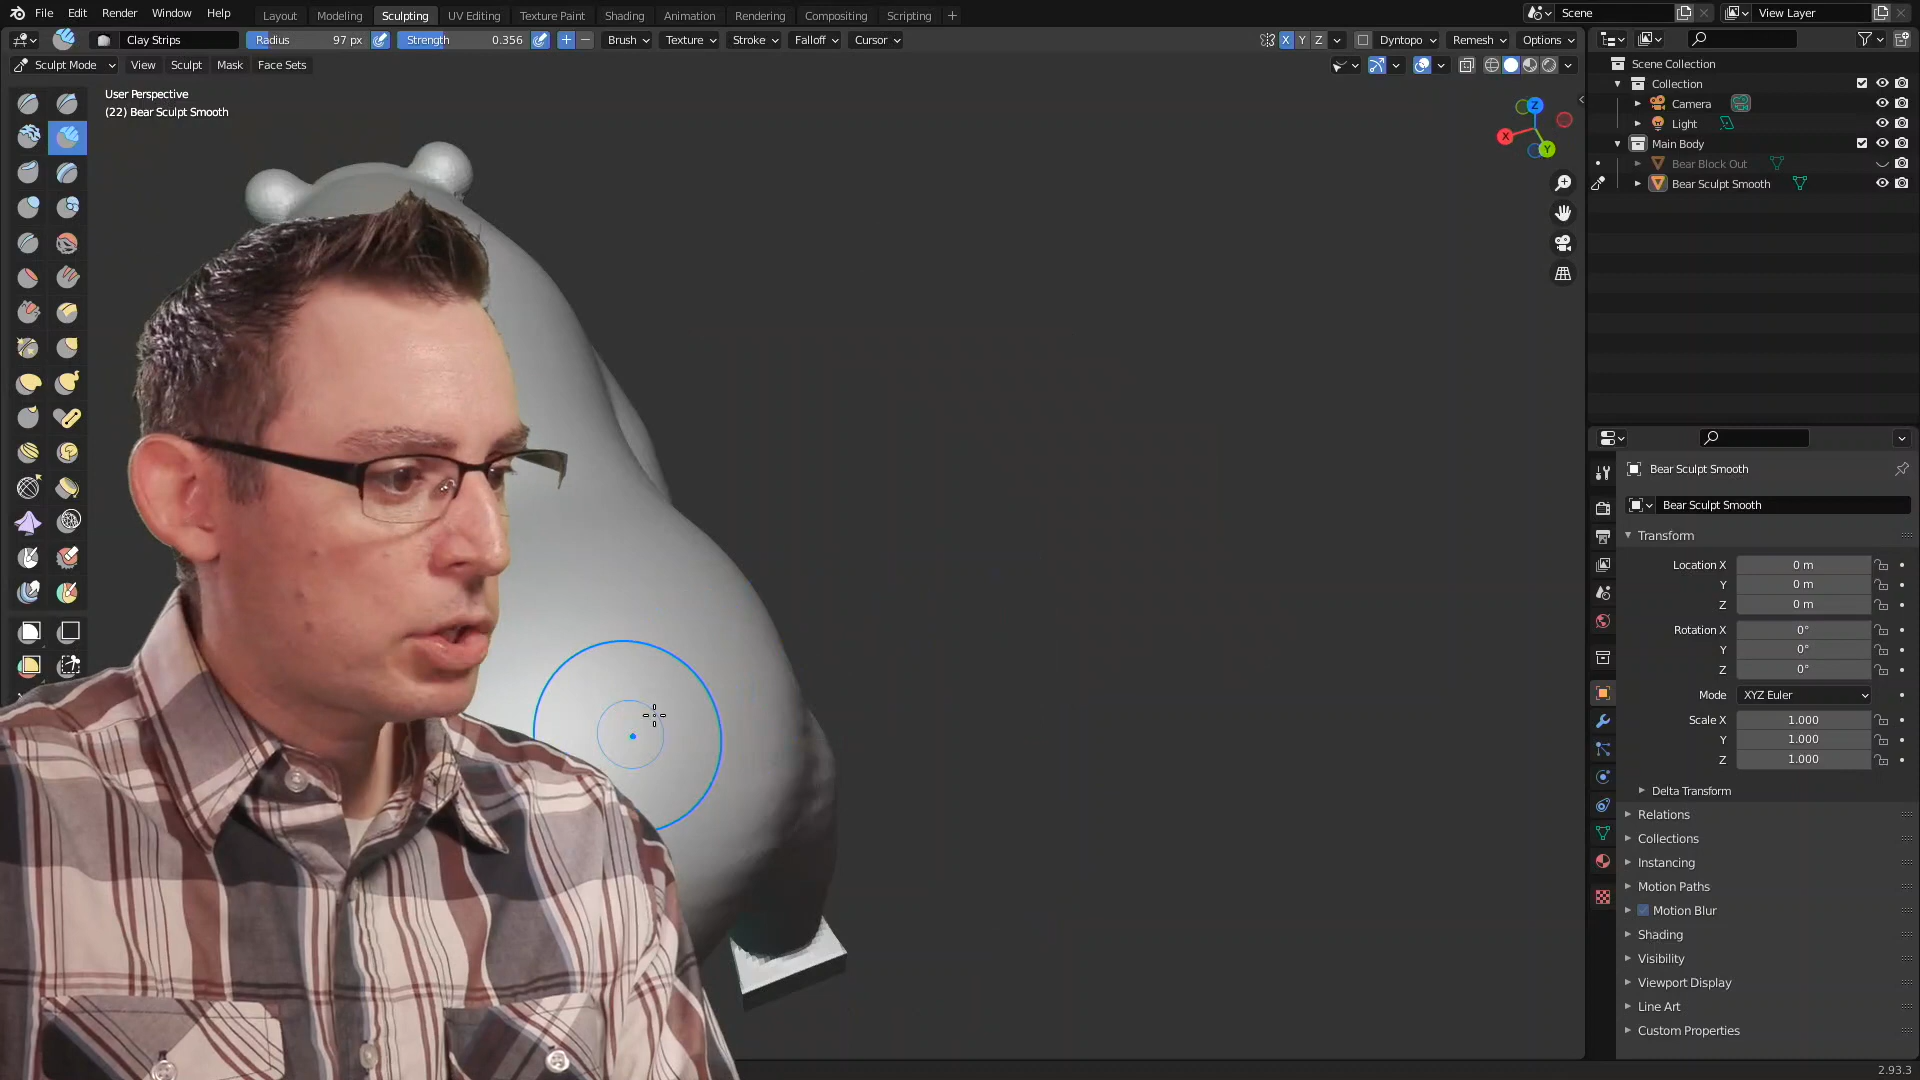 File Edit Render Window Help Layout Modeling Sculpting UV Editing Texture Paint Shading Animation Rendering Compositing Scripting + Scene View Layer
Clay Strips Radius 97 px Strength 0.356 Brush Texture Stroke Falloff Cursor X Y Z Dyntopo Remesh Options
Sculpt Mode View Sculpt Mask Face Sets
User Perspective
(22) Bear Sculpt Smooth
Z
X
Y
Scene Collection
Collection
Camera
Light
Main Body
Bear Block Out
Bear Sculpt Smooth
Bear Sculpt Smooth
Bear Sculpt Smooth
Transform
Location X 0 m
Y 0 m
Z 0 m
Rotation X 0°
Y 0°
Z 0°
Mode XYZ Euler
Scale X 1.000
Y 1.000
Z 1.000
Delta Transform
Relations
Collections
Instancing
Motion Paths
Motion Blur
Shading
Visibility
Viewport Display
Line Art
Custom Properties
2.93.3